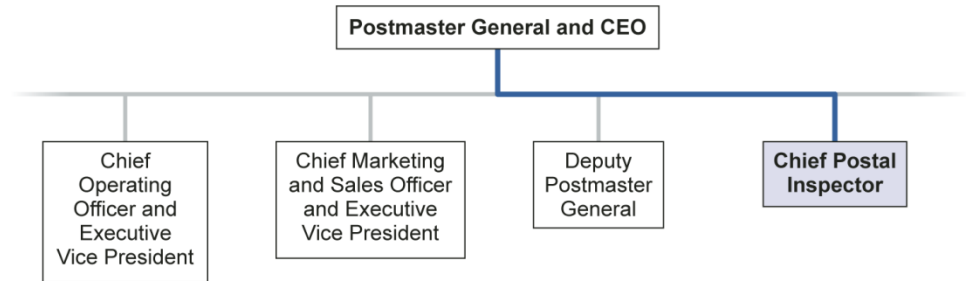 Postmaster General and CEO
Chief
Operating
Officer and
Executive
Vice President
Chief Marketing
and Sales Officer
and Executive
Vice President
Deputy
Postmaster
General
Chief Postal
Inspector